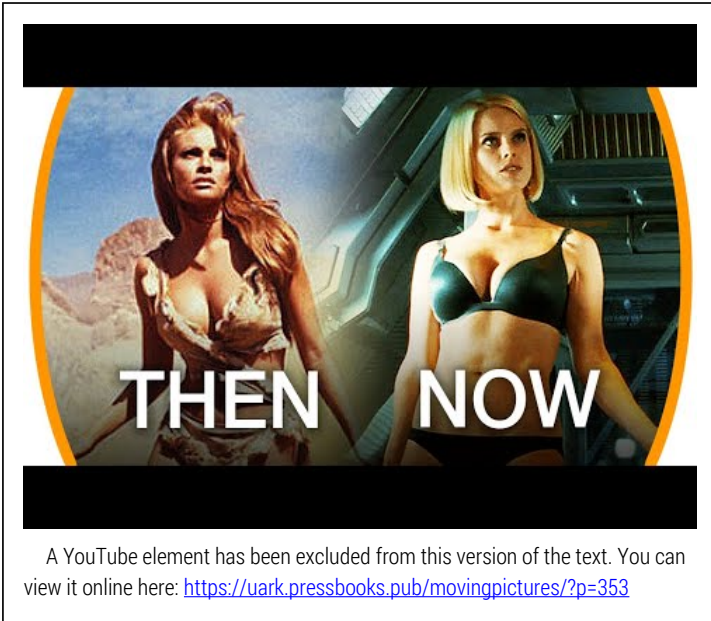 THEN NOW
A YouTube element has been excluded from this version of the text. You can
view it online here: https://uark.pressbooks.pub/movingpictures/?p=353